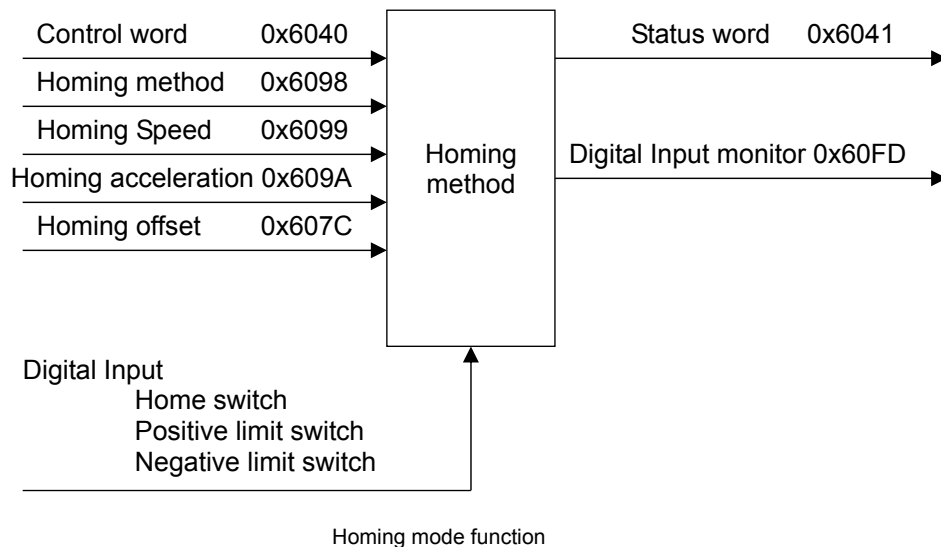 Control word 0x6040
Homing method 0x6098
Homing Speed 0x6099
Homing acceleration 0x609A
Homing offset 0x607C
Homing
method
Status word 0x6041
Digital Input monitor 0x60FD
Digital Input
Home switch
Positive limit switch
Negative limit switch
Homing mode function